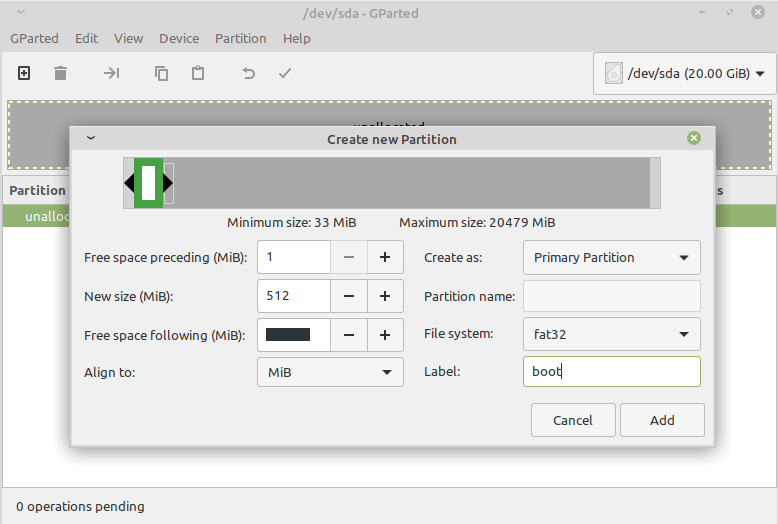 /dev/sda - GParted
GParted Edit View Device Partition Help
/dev/sda (20.00 GiB)
Create new Partition
Partition
Minimum size: 33 MiB Maximum size: 20479 MiB
Free space preceding (MiB): 1 Create as: Primary Partition
New size (MiB): 512 Partition name:
Free space following (MiB): File system: fat32
Align to: MiB Label: boot
Cancel Add
0 operations pending